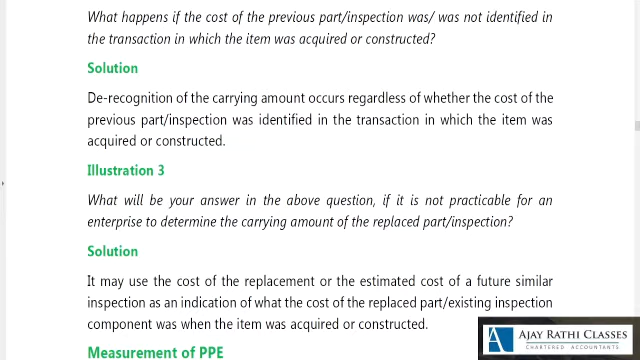 What happens if the cost of the previous part/inspection was/ was not identified in
the transaction in which the item was acquired or constructed?
Solution
De-recognition of the carrying amount occurs regardless of whether the cost of the
previous part/inspection was identified in the transaction in which the item was
acquired or constructed.
Illustration 3
What will be your answer in the above question, if it is not practicable for an
enterprise to determine the carrying amount of the replaced part/inspection?
Solution
It may use the cost of the replacement or the estimated cost of a future similar
inspection as an indication of what the cost of the replaced part/existing inspection
component was when the item was acquired or constructed.
Measurement of PPE
AJAY RATHI CLASSES
CHARTERED ACCOUNTANTS